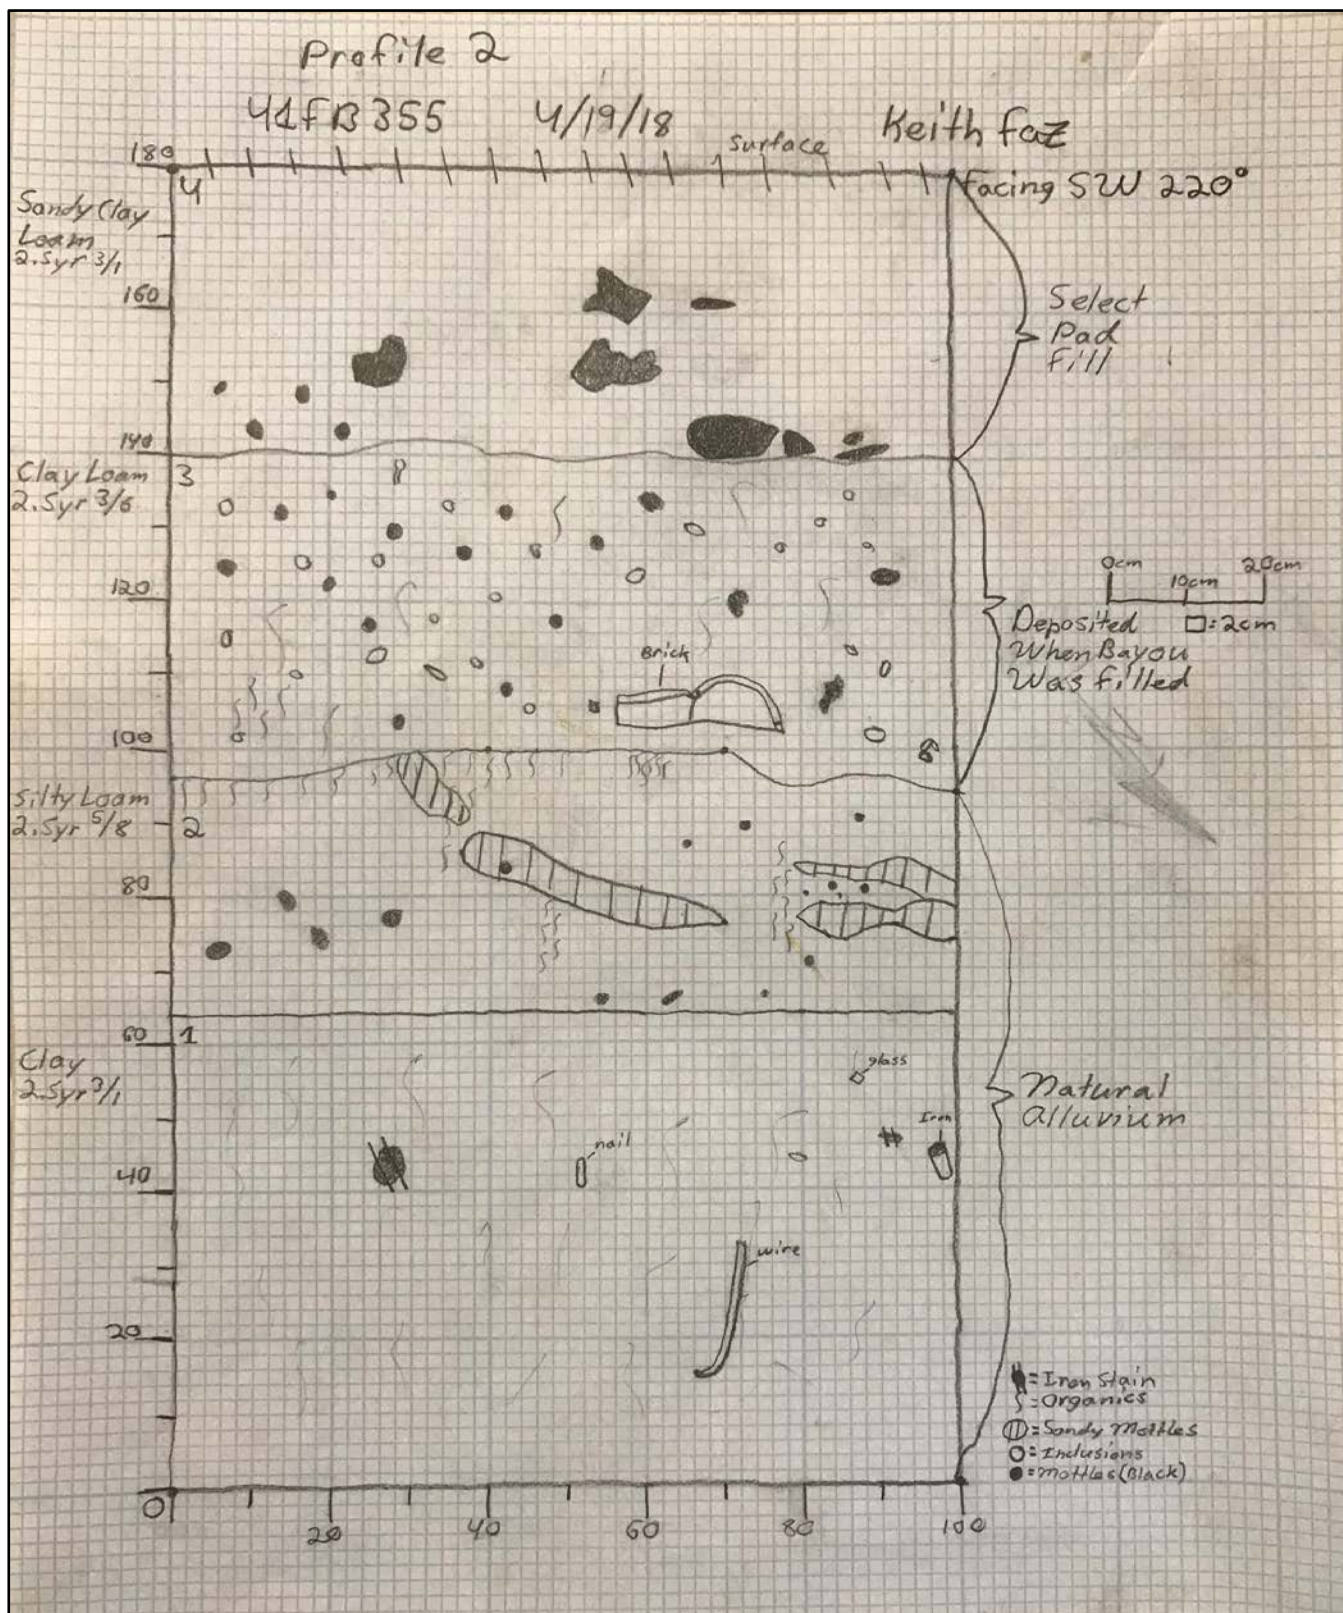 Profile 2
41FB355 4/19/18 Keith Faz
Surface
Facing SW 220°
180
4
Sandy Clay
Loam
2.5yr 3/1
160
Select
Pad
Fill
140
3
Clay Loam
2.5yr 3/6
120
0cm 10cm 20cm
□:2cm
Deposited
When Bayou
Was Filled
Brick
100
Silty Loam
2.5yr 5/8
2
80
60
1
Clay
2.5yr 3/1
glass
Natural
Alluvium
Iron
nail
40
wire
20
= Iron Stain
= Organics
= Sandy Mottles
= Inclusions
= Mottles (Black)
0
20 40 60 80 100